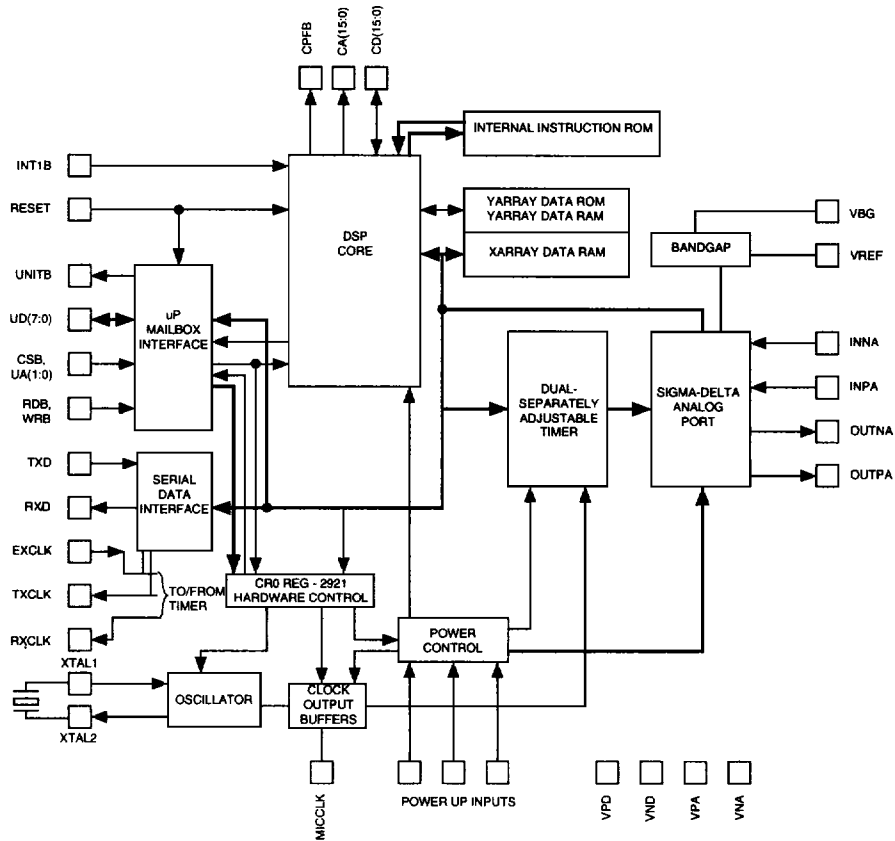 CPFB
CA(15:0)
CD(15:0)
INTERNAL INSTRUCTION ROM
INT1B
RESET
DSP
CORE
YARRAY DATA ROM
YARRAY DATA RAM
XARRAY DATA RAM
VBG
BANDGAP
VREF
UNITB
UD(7:0)
CSB,
UA(1:0)
RDB,
WRB
uP
MAILBOX
INTERFACE
DUAL-
SEPARATELY
ADJUSTABLE
TIMER
SIGMA-DELTA
ANALOG
PORT
INNA
INPA
OUTNA
OUTPA
TXD
RXD
SERIAL
DATA
INTERFACE
EXCLK
TXCLK
RXCLK
TO/FROM
TIMER
CR0 REG - 2921
HARDWARE CONTROL
POWER
CONTROL
XTAL1
XTAL2
OSCILLATOR
CLOCK
OUTPUT
BUFFERS
MICCLK
POWER UP INPUTS
VPD
VND
VPA
VNA